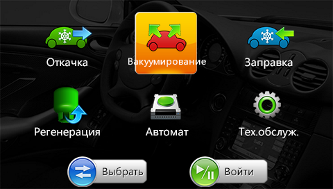 Откачка
Вакуумирование
Заправка
Регенерация
Автомат
Тех.обслуж.
Выбрать
Войти